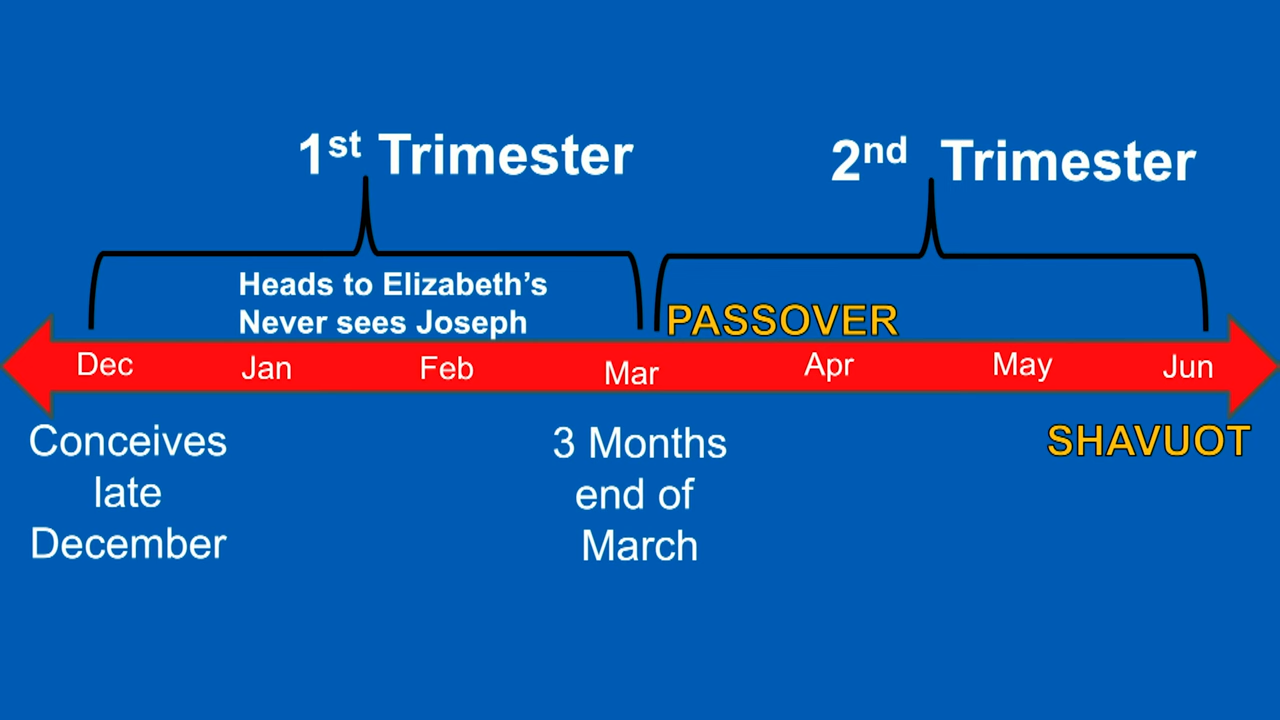 1st Trimester
2nd Trimester
Heads to Elizabeth’s
Never sees Joseph
PASSOVER
Dec Jan Feb Mar Apr May Jun
Conceives
late
December
3 Months
end of
March
SHAVUOT